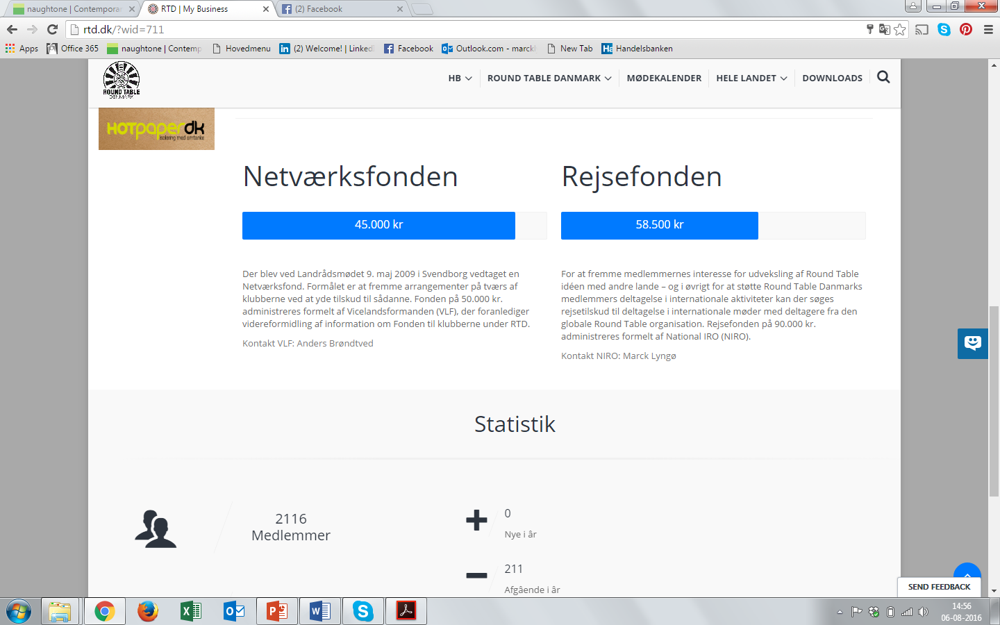 naughtone | Contempora
RTD | My Business
(2) Facebook
rtd.dk/?wid=711
Apps
Office 365
naughtone | Contemp
Hovedmenu
(2) Welcome! | Linked
Facebook
Outlook.com - marckl
New Tab
Handelsbanken
ROUND TABLE
DENMARK
HB
ROUND TABLE DANMARK
MØDEKALENDER
HELE LANDET
DOWNLOADS
HOTpaperdk
Isolering med omtanke
Netværksfonden
45.000 kr
Der blev ved Landrådsmødet 9. maj 2009 i Svendborg vedtaget en
Netværksfond. Formålet er at fremme arrangementer på tværs af
klubberne ved at yde tilskud til sådanne. Fonden på 50.000 kr.
administreres formelt af Vicelandsformanden (VLF), der foranlediger
videreformidling af information om Fonden til klubberne under RTD.
Kontakt VLF: Anders Brøndtved
Rejsefonden
58.500 kr
For at fremme medlemmernes interesse for udveksling af Round Table
idéen med andre lande – og i øvrigt for at støtte Round Table Danmarks
medlemmers deltagelse i internationale aktiviteter kan der søges
rejsetilskud til deltagelse i internationale møder med deltagere fra den
globale Round Table organisation. Rejsefonden på 90.000 kr.
administreres formelt af National IRO (NIRO).
Kontakt NIRO: Marck Lyngø
Statistik
2116
Medlemmer
0
Nye i år
211
Afgående i år
SEND FEEDBACK
14:56
06-08-2016